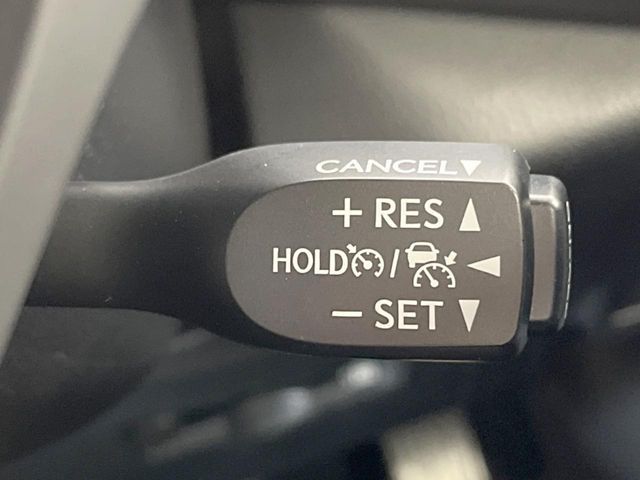 CANCEL▼
+ RES ▲
HOLD / ◀
− SET ▼